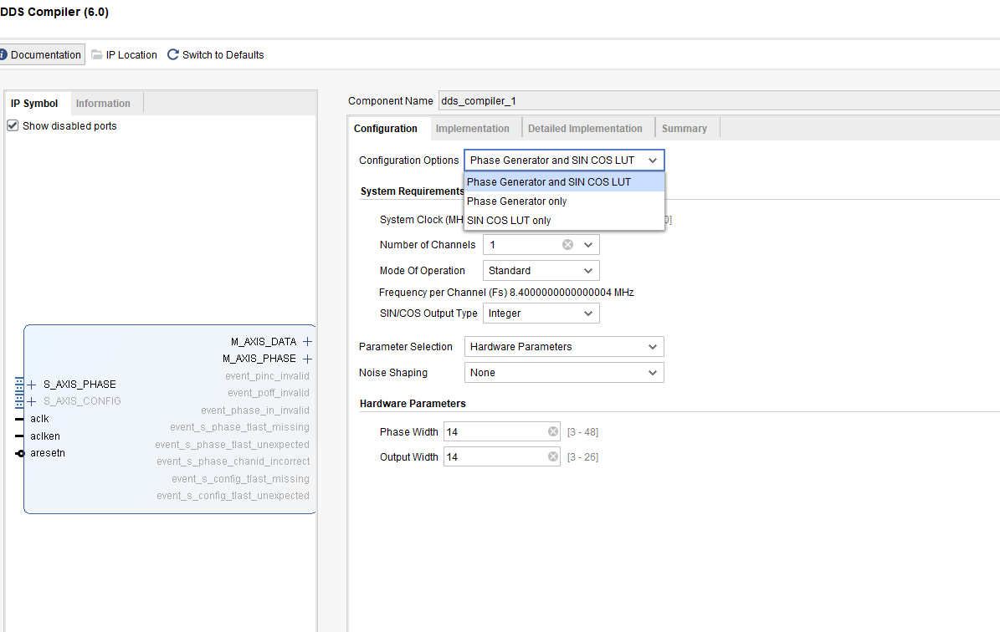 DDS Compiler (6.0)
Documentation IP Location Switch to Defaults
IP Symbol Information
Show disabled ports
M_AXIS_DATA
M_AXIS_PHASE
event_pinc_invalid
S_AXIS_PHASE
event_poff_invalid
S_AXIS_CONFIG
event_phase_in_invalid
aclk
event_s_phase_tlast_missing
aclken
event_s_phase_tlast_unexpected
aresetn
event_s_phase_chanid_incorrect
event_s_config_tlast_missing
event_s_config_tlast_unexpected
Component Name dds_compiler_1
Configuration Implementation Detailed Implementation Summary
Configuration Options Phase Generator and SIN COS LUT
Phase Generator and SIN COS LUT
System Requirements
Phase Generator only
System Clock (MH SIN COS LUT only 0]
Number of Channels 1
Mode Of Operation Standard
Frequency per Channel (Fs) 8.4000000000000004 MHz
SIN/COS Output Type Integer
Parameter Selection Hardware Parameters
Noise Shaping None
Hardware Parameters
Phase Width 14 [3 - 48]
Output Width 14 [3 - 26]